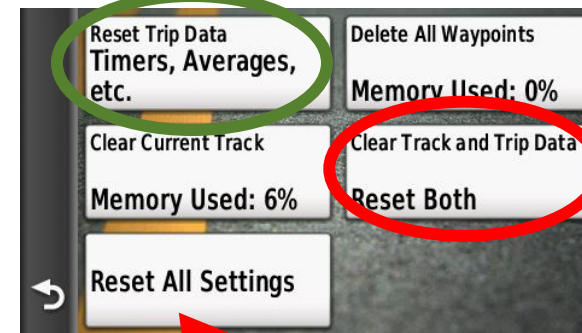 Reset Trip Data
Timers, Averages,
etc.
Delete All Waypoints
Memory Used: 0%
Clear Current Track
Memory Used: 6%
Clear Track and Trip Data
Reset Both
Reset All Settings